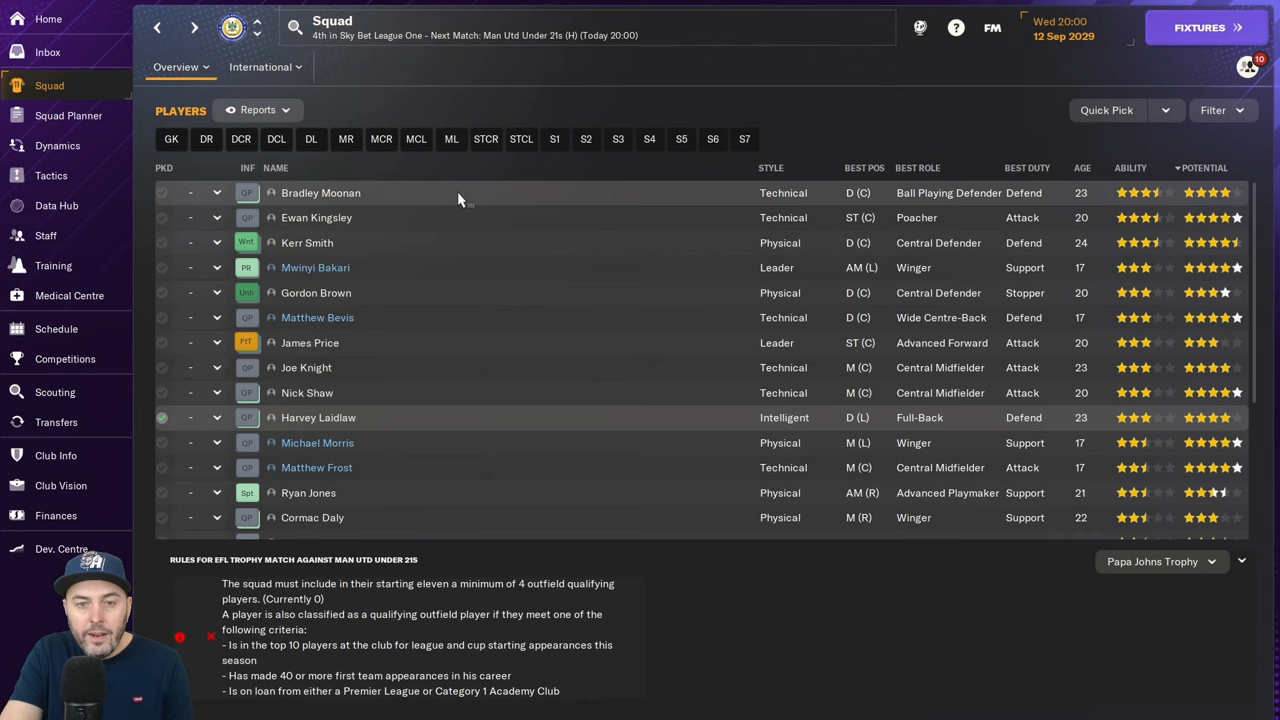 Home
Inbox
Squad
Squad Planner
Dynamics
Tactics
Data Hub
Staff
Training
Medical Centre
Schedule
Competitions
Scouting
Transfers
Club Info
Club Vision
Finances
Dev. Centre
Squad
4th in Sky Bet League One - Next Match: Man Utd Under 21s (H) (Today 20:00)
? FM
Wed 20:00
12 Sep 2029
FIXTURES
10
Overview International
PLAYERS Reports Quick Pick Filter
GK DR DCR DCL DL MR MCR MCL ML STCR STCL S1 S2 S3 S4 S5 S6 S7
PKD INF NAME STYLE BEST POS BEST ROLE BEST DUTY AGE ABILITY POTENTIAL
- QP Bradley Moonan Technical D (C) Ball Playing Defender Defend 23
- QP Ewan Kingsley Technical ST (C) Poacher Attack 20
- Wnt Kerr Smith Physical D (C) Central Defender Defend 24
- PR Mwinyi Bakari Leader AM (L) Winger Support 17
- Unh Gordon Brown Physical D (C) Central Defender Stopper 20
- QP Matthew Bevis Technical D (C) Wide Centre-Back Defend 17
- FtT James Price Leader ST (C) Advanced Forward Attack 20
- QP Joe Knight Technical M (C) Central Midfielder Attack 23
- QP Nick Shaw Technical M (C) Central Midfielder Attack 20
- QP Harvey Laidlaw Intelligent D (L) Full-Back Defend 23
- QP Michael Morris Physical M (L) Winger Support 17
- QP Matthew Frost Technical M (C) Central Midfielder Attack 17
- Spt Ryan Jones Physical AM (R) Advanced Playmaker Support 21
- QP Cormac Daly Physical M (R) Winger Support 22
RULES FOR EFL TROPHY MATCH AGAINST MAN UTD UNDER 21S
Papa Johns Trophy
The squad must include in their starting eleven a minimum of 4 outfield qualifying
players. (Currently 0)
A player is also classified as a qualifying outfield player if they meet one of the
following criteria:
- Is in the top 10 players at the club for league and cup starting appearances this
season
- Has made 40 or more first team appearances in his career
- Is on loan from either a Premier League or Category 1 Academy Club